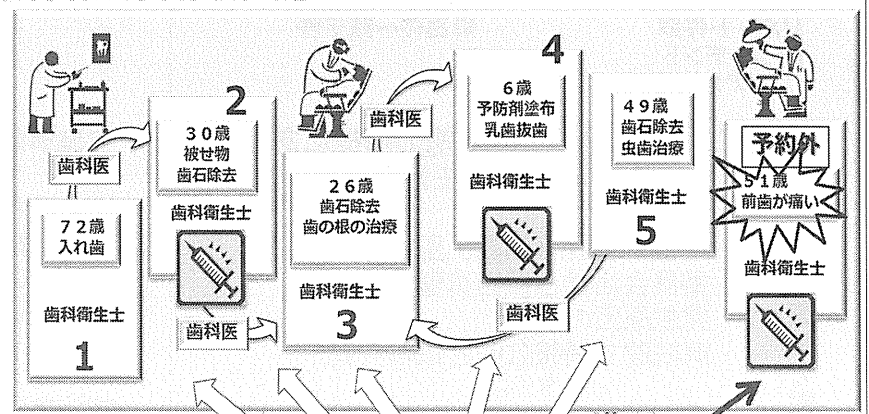 歯科医
72歳
入れ歯
歯科衛生士
1
2
30歳
被せ物
歯石除去
歯科衛生士
歯科医
26歳
歯石除去
歯の根の治療
歯科衛生士
3
歯科医
4
6歳
予防剤塗布
乳歯抜歯
歯科衛生士
歯科医
49歳
歯石除去
虫歯治療
歯科衛生士
5
予約外
51歳
前歯が痛い
歯科衛生士